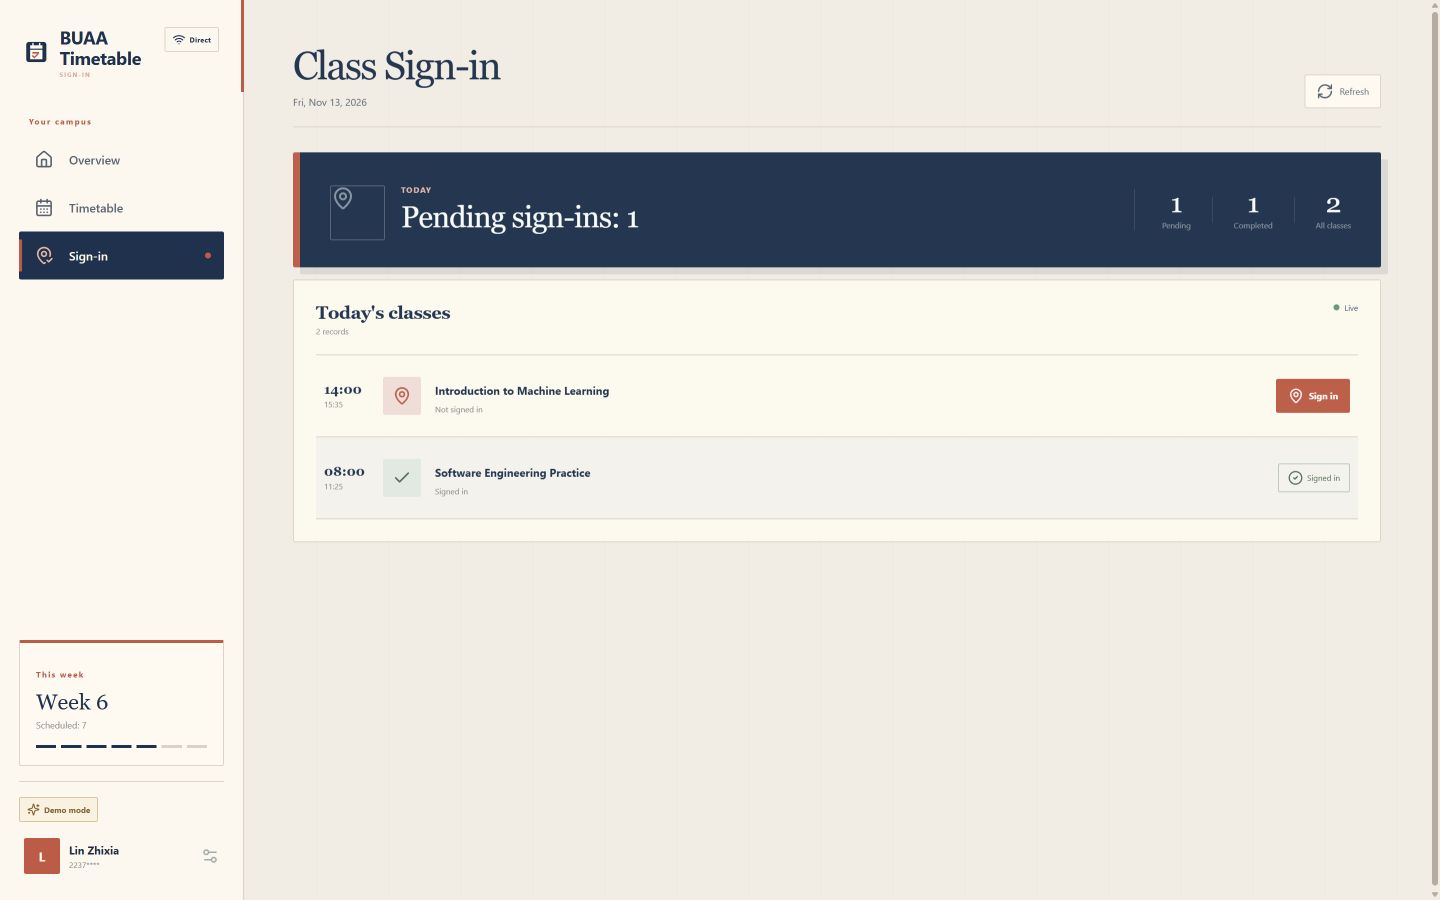 BUAA
Timetable
SIGN-IN
Direct
Your campus
Overview
Timetable
Sign-in
This week
Week 6
Scheduled: 7
Demo mode
L
Lin Zhixia
2237****
Class Sign-in
Fri, Nov 13, 2026
Refresh
TODAY
Pending sign-ins: 1
1
Pending
1
Completed
2
All classes
Today's classes
2 records
Live
14:00
15:35
Introduction to Machine Learning
Not signed in
Sign in
08:00
11:25
Software Engineering Practice
Signed in
Signed in